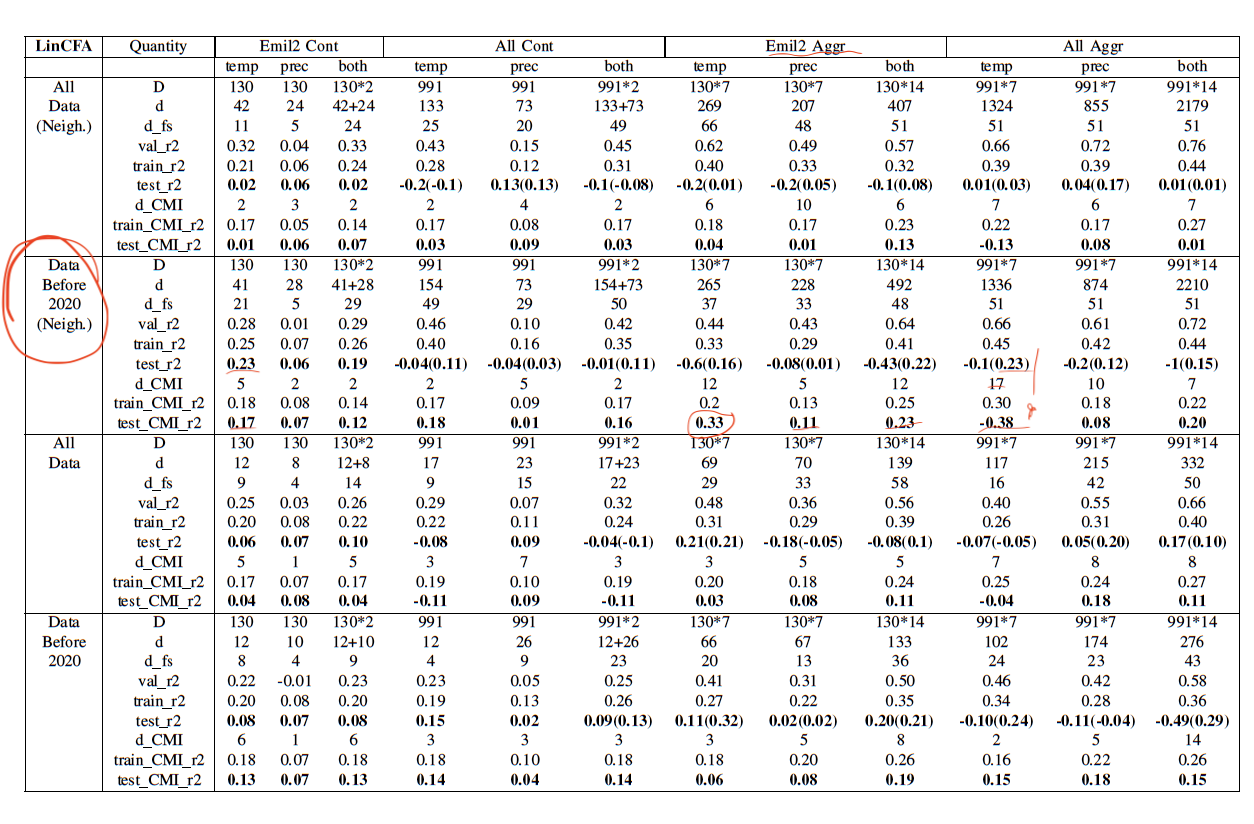 LinCFA Quantity Emil2 Cont All Cont Emil2 Aggr All Aggr
temp prec both temp prec both temp prec both temp prec both
All D 130 130 130*2 991 991 991*2 130*7 130*7 130*14 991*7 991*7 991*14
Data d 42 24 42+24 133 73 133+73 269 207 407 1324 855 2179
(Neigh.) d_fs 11 5 24 25 20 49 66 48 51 51 51 51
val_r2 0.32 0.04 0.33 0.43 0.15 0.45 0.62 0.49 0.57 0.66 0.72 0.76
train_r2 0.21 0.06 0.24 0.28 0.12 0.31 0.40 0.33 0.32 0.39 0.39 0.44
test_r2 0.02 0.06 0.02 -0.2(-0.1) 0.13(0.13) -0.1(-0.08) -0.2(0.01) -0.2(0.05) -0.1(0.08) 0.01(0.03) 0.04(0.17) 0.01(0.01)
d_CMI 2 3 2 2 4 2 6 10 6 7 6 7
train_CMI_r2 0.17 0.05 0.14 0.17 0.08 0.17 0.18 0.17 0.23 0.22 0.17 0.27
test_CMI_r2 0.01 0.06 0.07 0.03 0.09 0.03 0.04 0.01 0.13 -0.13 0.08 0.01
Data D 130 130 130*2 991 991 991*2 130*7 130*7 130*14 991*7 991*7 991*14
Before d 41 28 41+28 154 73 154+73 265 228 492 1336 874 2210
2020 d_fs 21 5 29 49 29 50 37 33 48 51 51 51
(Neigh.) val_r2 0.28 0.01 0.29 0.46 0.10 0.42 0.44 0.43 0.64 0.66 0.61 0.72
train_r2 0.25 0.07 0.26 0.40 0.16 0.35 0.33 0.29 0.41 0.45 0.42 0.44
test_r2 0.23 0.06 0.19 -0.04(0.11) -0.04(0.03) -0.01(0.11) -0.6(0.16) -0.08(0.01) -0.43(0.22) -0.1(0.23) -0.2(0.12) -1(0.15)
d_CMI 5 2 2 2 5 2 12 5 12 17 10 7
train_CMI_r2 0.18 0.08 0.14 0.17 0.09 0.17 0.2 0.13 0.25 0.30 0.18 0.22
test_CMI_r2 0.17 0.07 0.12 0.18 0.01 0.16 0.33 0.11 0.23 -0.38 0.08 0.20
All D 130 130 130*2 991 991 991*2 130*7 130*7 130*14 991*7 991*7 991*14
Data d 12 8 12+8 17 23 17+23 69 70 139 117 215 332
d_fs 9 4 14 9 15 22 29 33 58 16 42 50
val_r2 0.25 0.03 0.26 0.29 0.07 0.32 0.48 0.36 0.56 0.40 0.55 0.66
train_r2 0.20 0.08 0.22 0.22 0.11 0.24 0.31 0.29 0.39 0.26 0.31 0.40
test_r2 0.06 0.07 0.10 -0.08 0.09 -0.04(-0.1) 0.21(0.21) -0.18(-0.05) -0.08(0.1) -0.07(-0.05) 0.05(0.20) 0.17(0.10)
d_CMI 5 1 5 3 7 3 3 5 5 7 8 8
train_CMI_r2 0.17 0.07 0.17 0.19 0.10 0.19 0.20 0.18 0.24 0.25 0.24 0.27
test_CMI_r2 0.04 0.08 0.04 -0.11 0.09 -0.11 0.03 0.08 0.11 -0.04 0.18 0.11
Data D 130 130 130*2 991 991 991*2 130*7 130*7 130*14 991*7 991*7 991*14
Before d 12 10 12+10 12 26 12+26 66 67 133 102 174 276
2020 d_fs 8 4 9 4 9 23 20 13 36 24 23 43
val_r2 0.22 -0.01 0.23 0.23 0.05 0.25 0.41 0.31 0.50 0.46 0.42 0.58
train_r2 0.20 0.08 0.20 0.19 0.13 0.26 0.27 0.22 0.35 0.34 0.28 0.36
test_r2 0.08 0.07 0.08 0.15 0.02 0.09(0.13) 0.11(0.32) 0.02(0.02) 0.20(0.21) -0.10(0.24) -0.11(-0.04) -0.49(0.29)
d_CMI 6 1 6 3 3 3 3 5 8 2 5 14
train_CMI_r2 0.18 0.07 0.18 0.18 0.10 0.18 0.18 0.20 0.26 0.16 0.22 0.26
test_CMI_r2 0.13 0.07 0.13 0.14 0.04 0.14 0.06 0.08 0.19 0.15 0.18 0.15